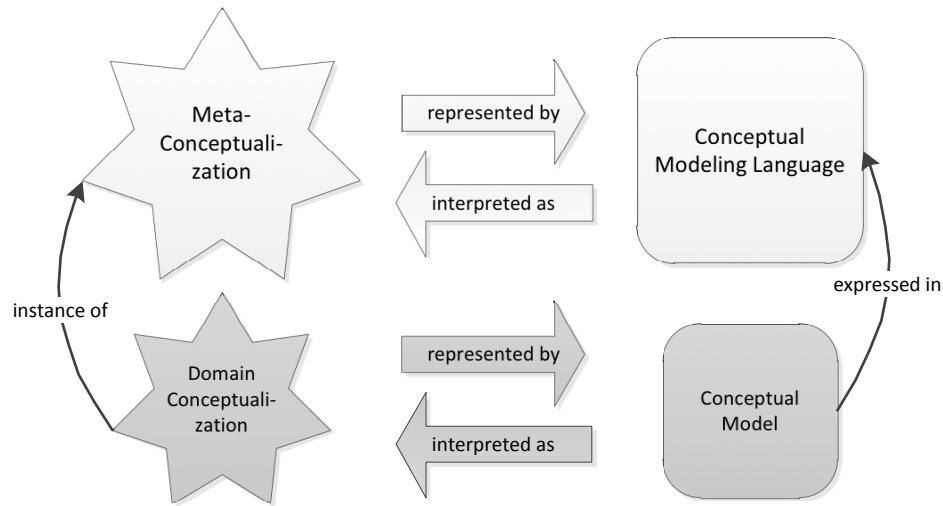 Meta-
Conceptuali-
zation
represented by
interpreted as
Conceptual
Modeling Language
instance of
expressed in
Domain
Conceptuali-
zation
represented by
interpreted as
Conceptual
Model